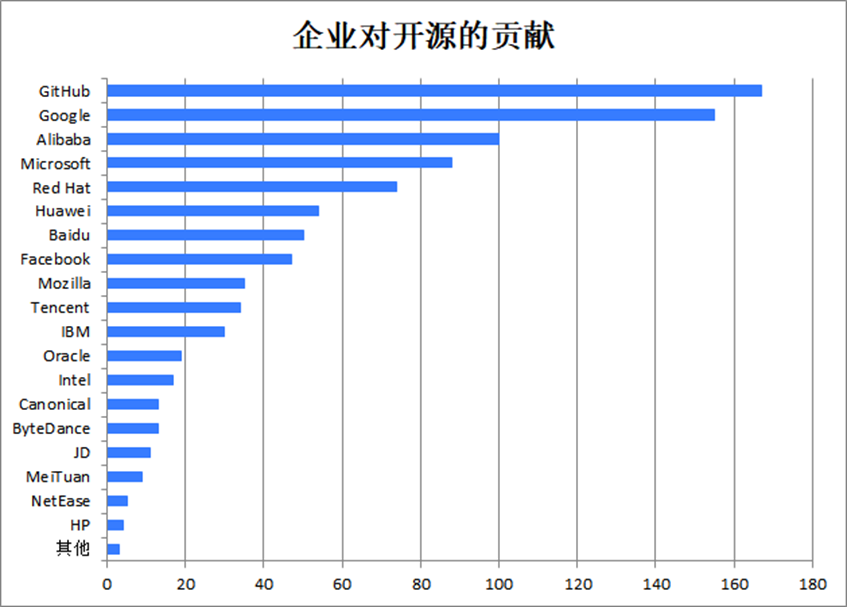 企业对开源的贡献
GitHub
Google
Alibaba
Microsoft
Red Hat
Huawei
Baidu
Facebook
Mozilla
Tencent
IBM
Oracle
Intel
Canonical
ByteDance
JD
MeiTuan
NetEase
HP
其他
0 20 40 60 80 100 120 140 160 180